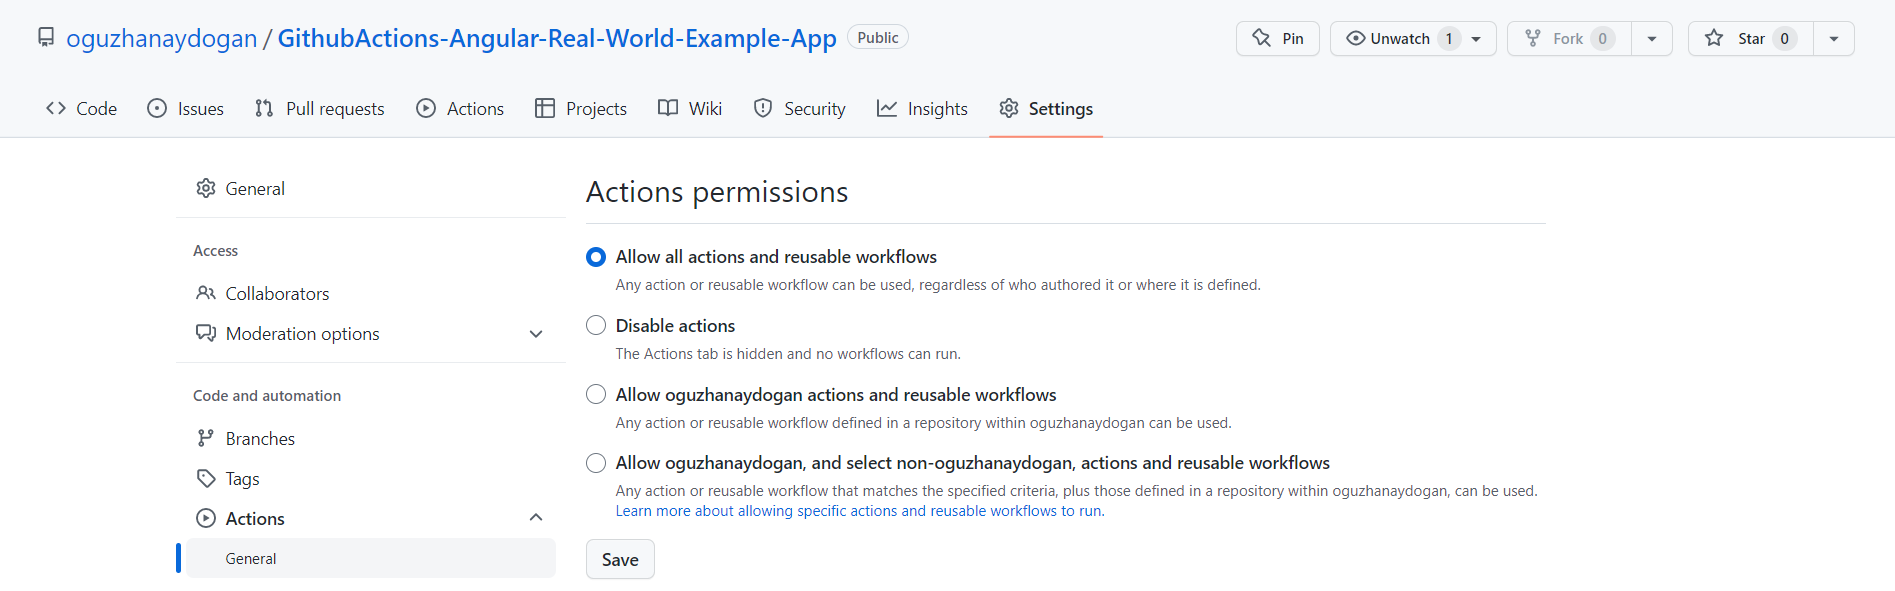 oguzhanaydogan / GithubActions-Angular-Real-World-Example-App Public Pin Unwatch 1 Fork 0 Star 0
Code Issues Pull requests Actions Projects Wiki Security Insights Settings
General
Access
Collaborators
Moderation options
Code and automation
Branches
Tags
Actions
General
Actions permissions
Allow all actions and reusable workflows
Any action or reusable workflow can be used, regardless of who authored it or where it is defined.
Disable actions
The Actions tab is hidden and no workflows can run.
Allow oguzhanaydogan actions and reusable workflows
Any action or reusable workflow defined in a repository within oguzhanaydogan can be used.
Allow oguzhanaydogan, and select non-oguzhanaydogan, actions and reusable workflows
Any action or reusable workflow that matches the specified criteria, plus those defined in a repository within oguzhanaydogan, can be used.
Learn more about allowing specific actions and reusable workflows to run.
Save